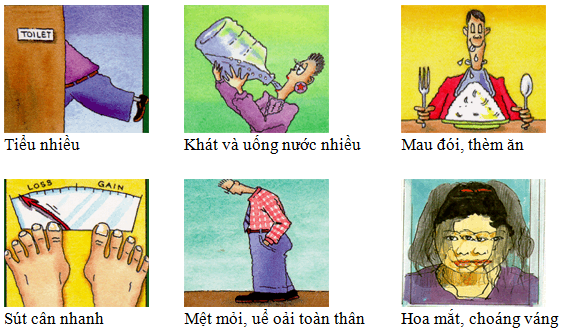 TOILET
Tiểu nhiều
Khát và uống nước nhiều
Mau đói, thèm ăn
LOSS GAIN
Sút cân nhanh
Mệt mỏi, uể oải toàn thân
Hoa mắt, choáng váng